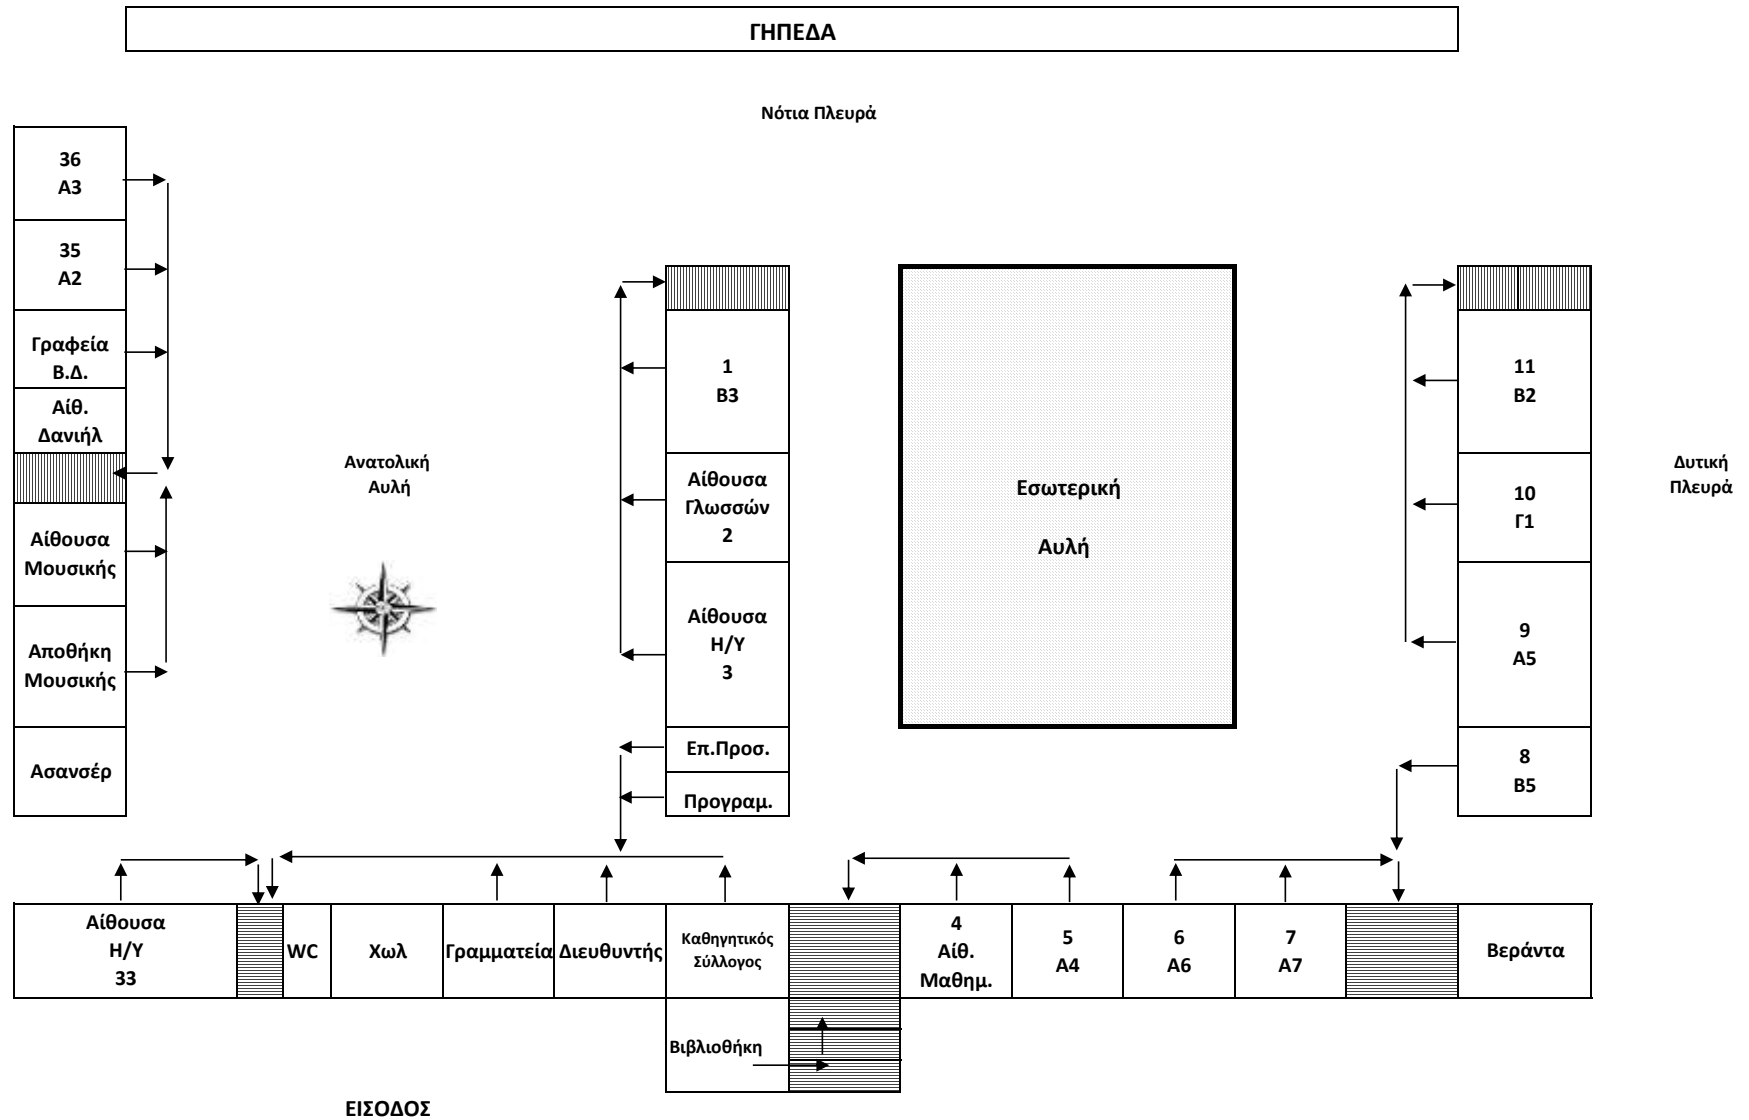 ΓΗΠΕΔΑ
Νότια Πλευρά
36
Α3
35
Α2
Γραφεία
Β.Δ.
Αίθ.
Δανιήλ
Αίθουσα
Μουσικής
Αποθήκη
Μουσικής
Ασανσέρ
Ανατολική
Αυλή
1
Β3
Αίθουσα
Γλωσσών
2
Αίθουσα
Η/Υ
3
Επ.Προσ.
Προγραμ.
Εσωτερική
Αυλή
11
Β2
10
Γ1
9
Α5
8
Β5
Δυτική
Πλευρά
Αίθουσα
Η/Υ
33
WC
Χωλ
Γραμματεία
Διευθυντής
Καθηγητικός
Σύλλογος
4
Αίθ.
Μαθημ.
5
Α4
6
Α6
7
Α7
Βεράντα
Βιβλιοθήκη
ΕΙΣΟΔΟΣ